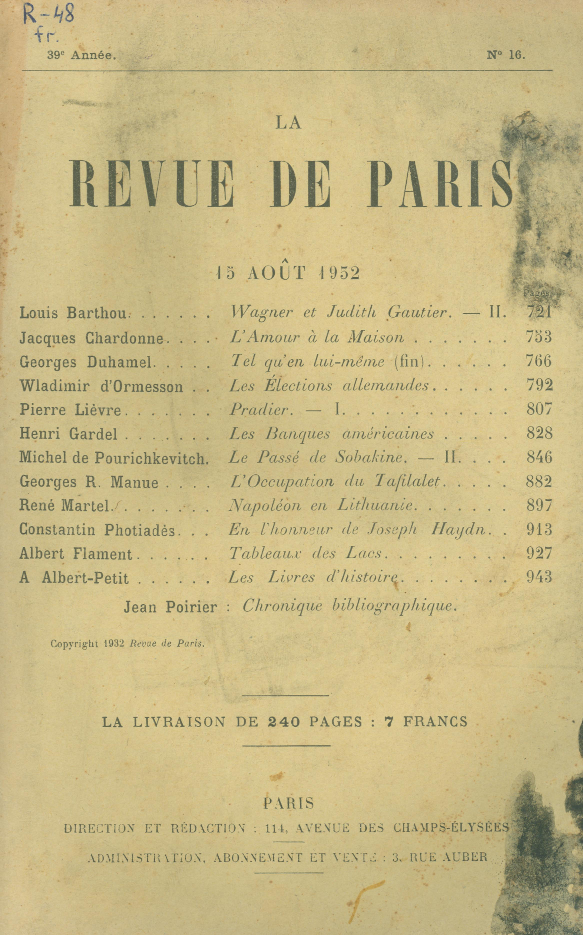 R-48
fr.
39e Année. N° 16.
LA
REVUE DE PARIS
15 AOÛT 1932
Pages
Louis Barthou . . . . . . Wagner et Judith Gautier. — II. 721
Jacques Chardonne . . . . L'Amour à la Maison . . . . . . . 753
Georges Duhamel. . . . . Tel qu'en lui-même (fin). . . . . . 766
Wladimir d'Ormesson . . Les Élections allemandes. . . . . . 792
Pierre Lièvre. . . . . . . Pradier. — I. . . . . . . . . . . . . 807
Henri Gardel . . . . . . . Les Banques américaines . . . . . 828
Michel de Pourichkevitch. Le Passé de Sobakine. — II. . . . 846
Georges R. Manue . . . . L'Occupation du Tafilalet. . . . . 882
René Martel. . . . . . . Napoléon en Lithuanie. . . . . . . 897
Constantin Photiadès. . . En l'honneur de Joseph Haydn. . 913
Albert Flament . . . . . . Tableaux des Lacs. . . . . . . . . 927
A Albert-Petit . . . . . . Les Livres d'histoire. . . . . . . . 943
Jean Poirier : Chronique bibliographique.
Copyright 1932 Revue de Paris.
LA LIVRAISON DE 240 PAGES : 7 FRANCS
PARIS
DIRECTION ET RÉDACTION : 114, AVENUE DES CHAMPS-ÉLYSÉES
ADMINISTRATION, ABONNEMENT ET VENTE : 3, RUE AUBER